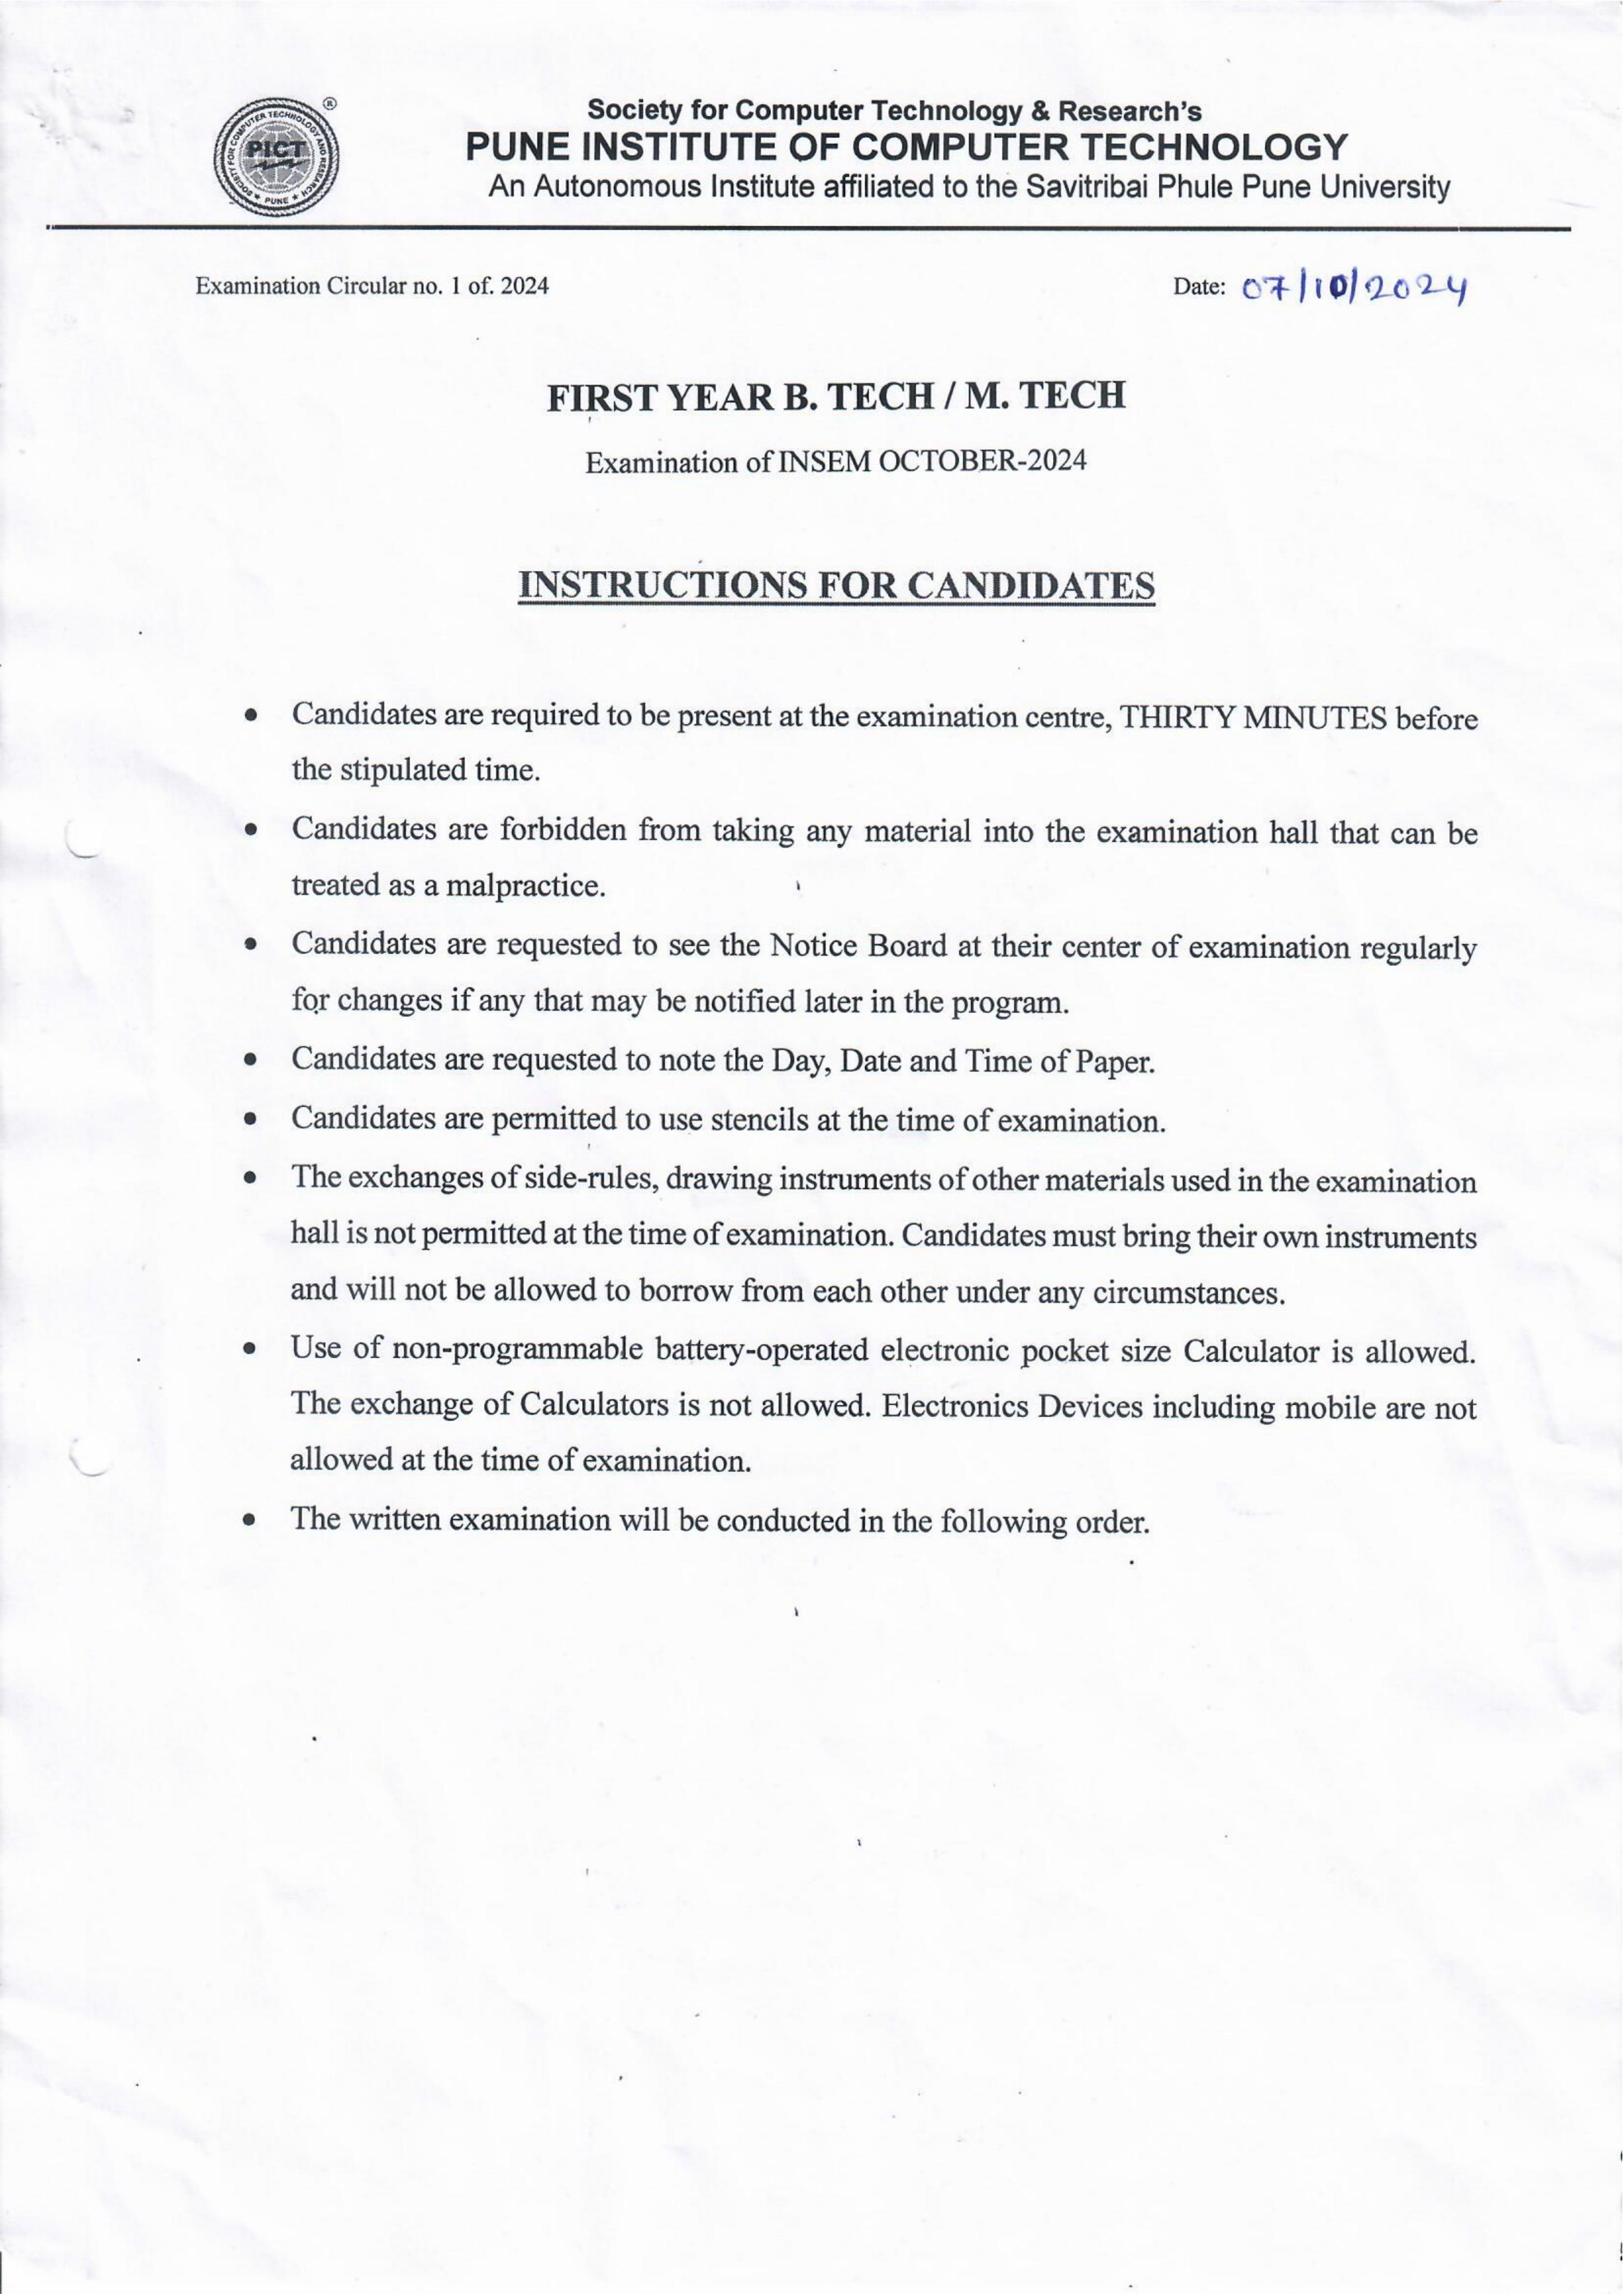 SOCIETY FOR COMPUTER TECHNOLOGY AND RESEARCH
PICT
* PUNE *
®
Society for Computer Technology & Research's
PUNE INSTITUTE OF COMPUTER TECHNOLOGY
An Autonomous Institute affiliated to the Savitribai Phule Pune University
Examination Circular no. 1 of. 2024
Date: 07/10/2024
FIRST YEAR B. TECH / M. TECH
Examination of INSEM OCTOBER-2024
INSTRUCTIONS FOR CANDIDATES
• Candidates are required to be present at the examination centre, THIRTY MINUTES before
the stipulated time.
• Candidates are forbidden from taking any material into the examination hall that can be
treated as a malpractice.
• Candidates are requested to see the Notice Board at their center of examination regularly
for changes if any that may be notified later in the program.
• Candidates are requested to note the Day, Date and Time of Paper.
• Candidates are permitted to use stencils at the time of examination.
• The exchanges of side-rules, drawing instruments of other materials used in the examination
hall is not permitted at the time of examination. Candidates must bring their own instruments
and will not be allowed to borrow from each other under any circumstances.
• Use of non-programmable battery-operated electronic pocket size Calculator is allowed.
The exchange of Calculators is not allowed. Electronics Devices including mobile are not
allowed at the time of examination.
• The written examination will be conducted in the following order.